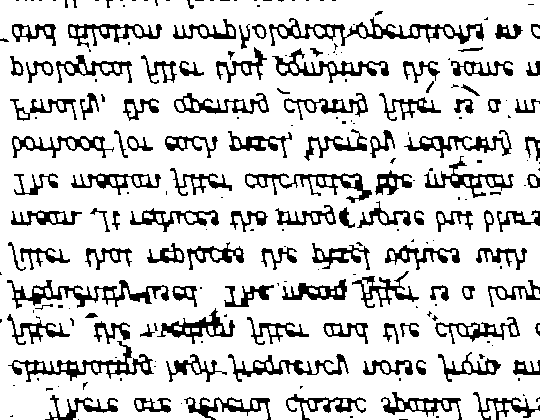 There are several classic spatial filters
eliminating high frequency noise from im
filter, the median filter and the closing o
frequently used. The mean filter is a lowp
filter that replaces the pixel values with
mean. It reduces the image noise but blurs
The median filter calculates the median o
borhood for each pixel, thereby reducing th
Finally, the opening closing filter is a m
phological filter that combines the same n
and dilation morphological operations in o